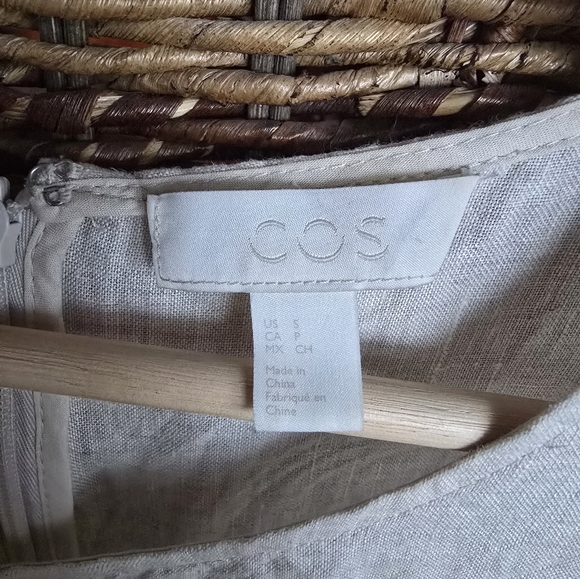 COS
US S
CA P
MX CH
Made in
China
Fabriqué en
Chine